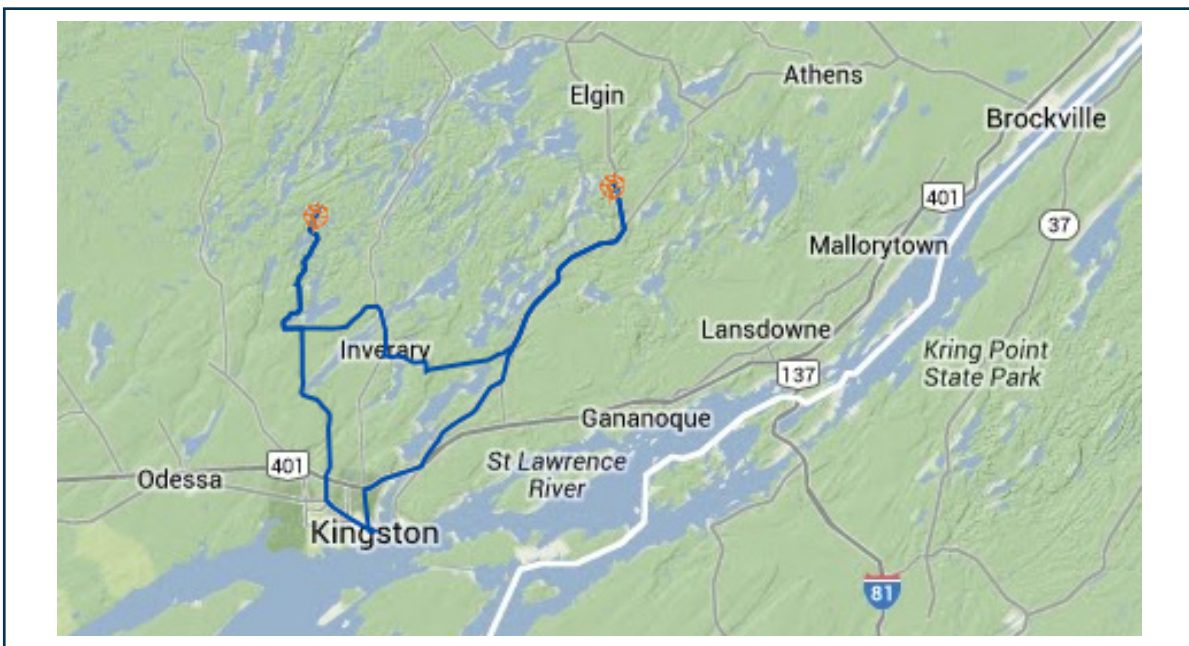 Athens
Elgin
Brockville
401
37
Mallorytown
Lansdowne
Inverary
Kring Point
State Park
137
Gananoque
401
St Lawrence
River
Odessa
Kingston
81